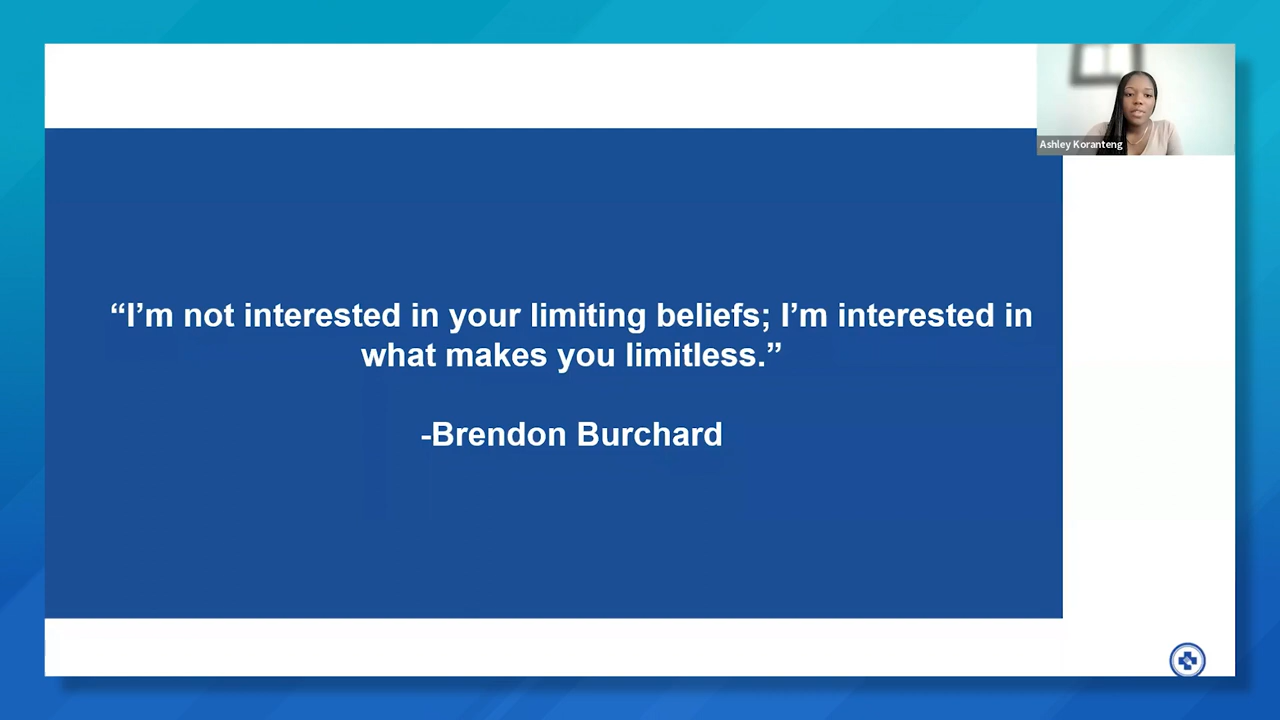 Ashley Koranteng
“I’m not interested in your limiting beliefs; I’m interested in
what makes you limitless.”
-Brendon Burchard